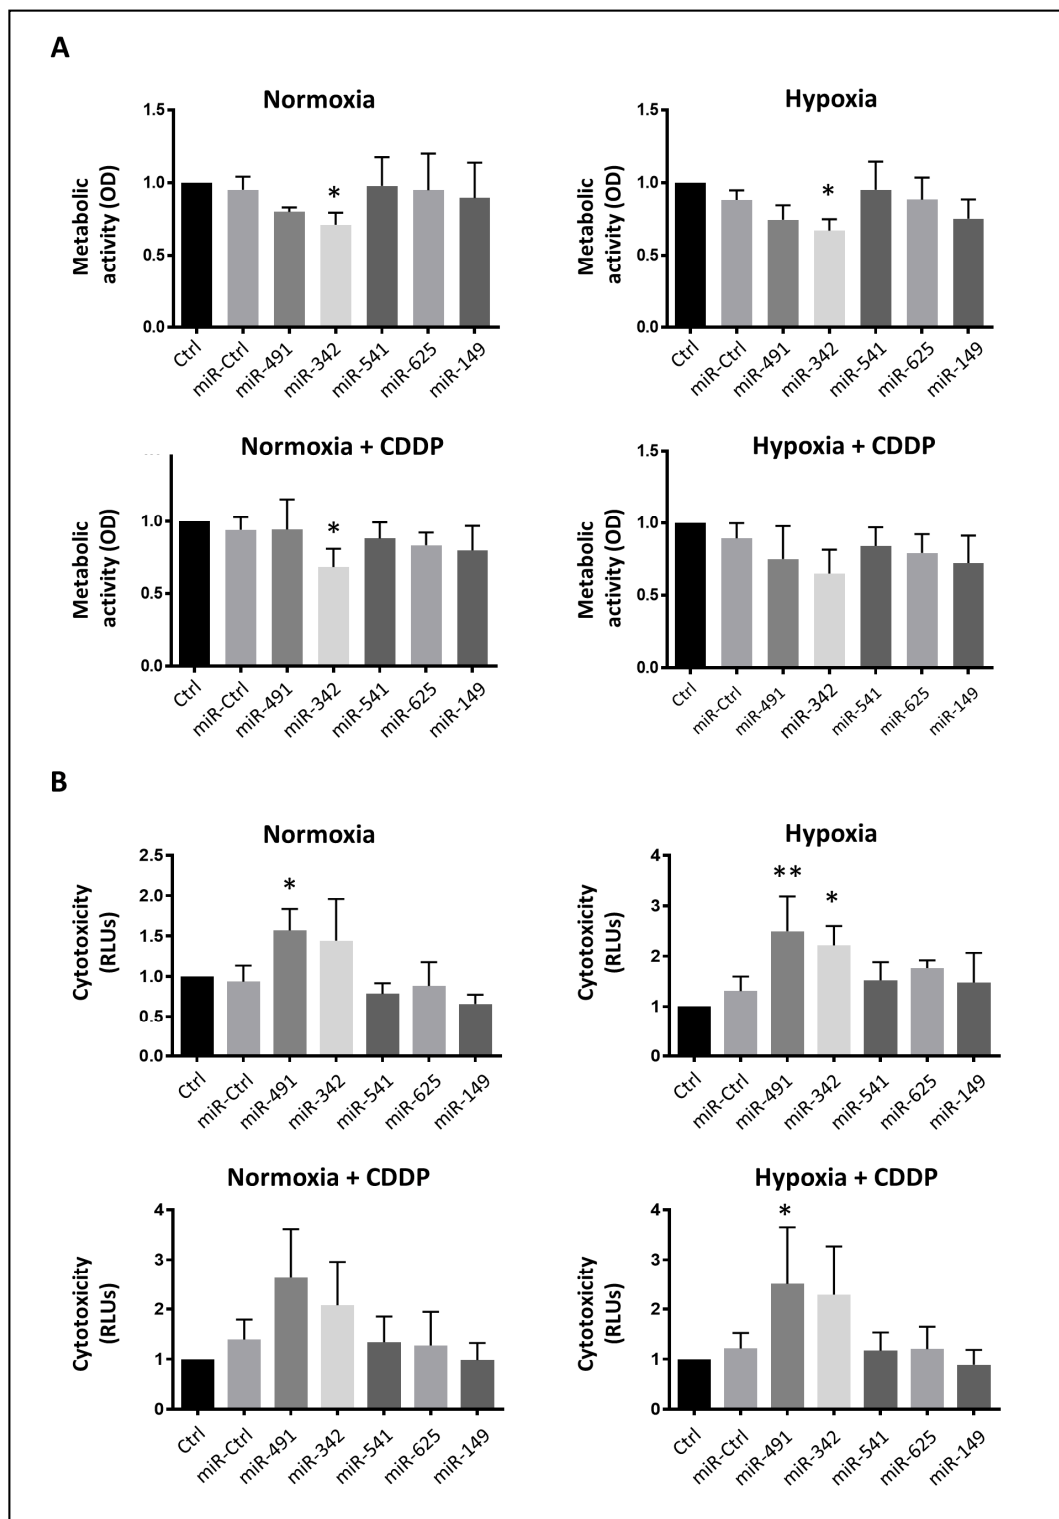 A
Normoxia
Metabolic
activity (OD)
1.5
1.0
0.5
0.0
*
Ctrl
miR-Ctrl
miR-491
miR-342
miR-541
miR-625
miR-149
Hypoxia
Metabolic
activity (OD)
1.5
1.0
0.5
0.0
*
Ctrl
miR-Ctrl
miR-491
miR-342
miR-541
miR-625
miR-149
Normoxia + CDDP
Metabolic
activity (OD)
1.0
0.5
0.0
*
Ctrl
miR-Ctrl
miR-491
miR-342
miR-541
miR-625
miR-149
Hypoxia + CDDP
Metabolic
activity (OD)
1.5
1.0
0.5
0.0
Ctrl
miR-Ctrl
miR-491
miR-342
miR-541
miR-625
miR-149
B
Normoxia
Cytotoxicity
(RLUs)
2.5
2.0
1.5
1.0
0.5
0.0
*
Ctrl
miR-Ctrl
miR-491
miR-342
miR-541
miR-625
miR-149
Hypoxia
Cytotoxicity
(RLUs)
4
3
2
1
0
**
*
Ctrl
miR-Ctrl
miR-491
miR-342
miR-541
miR-625
miR-149
Normoxia + CDDP
Cytotoxicity
(RLUs)
4
3
2
1
0
Ctrl
miR-Ctrl
miR-491
miR-342
miR-541
miR-625
miR-149
Hypoxia + CDDP
Cytotoxicity
(RLUs)
4
3
2
1
0
*
Ctrl
miR-Ctrl
miR-491
miR-342
miR-541
miR-625
miR-149